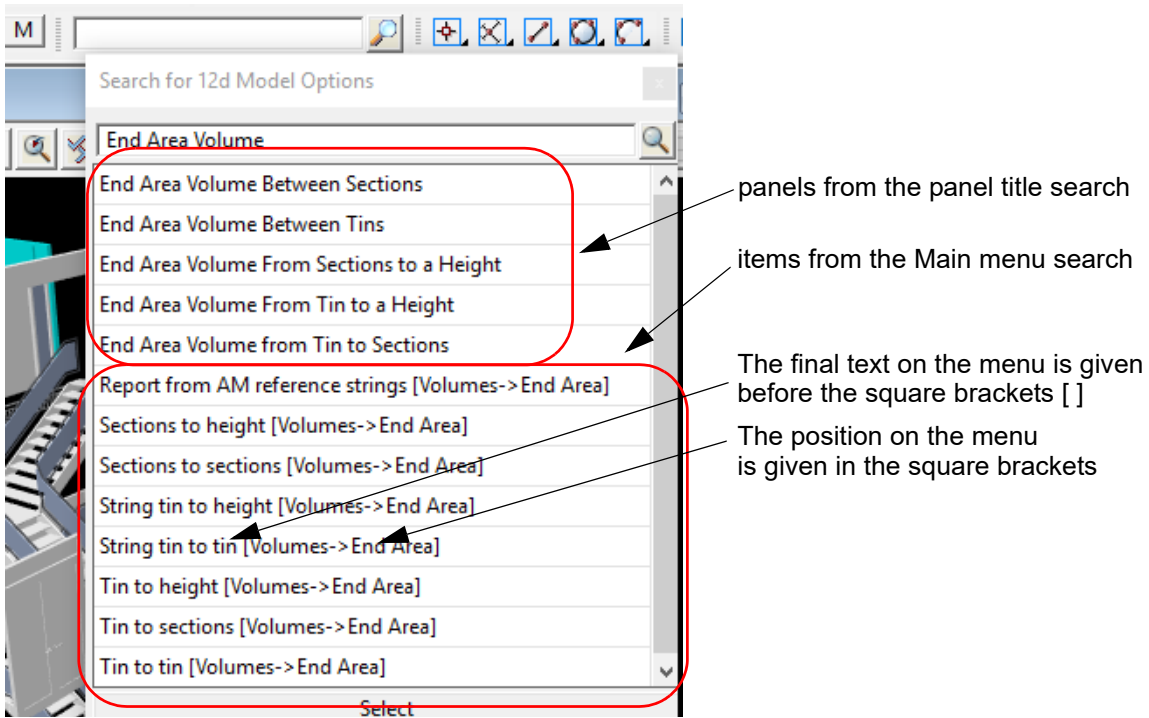 M
Search for 12d Model Options
x
End Area Volume
End Area Volume Between Sections
End Area Volume Between Tins
End Area Volume From Sections to a Height
End Area Volume From Tin to a Height
End Area Volume from Tin to Sections
Report from AM reference strings [Volumes->End Area]
Sections to height [Volumes->End Area]
Sections to sections [Volumes->End Area]
String tin to height [Volumes->End Area]
String tin to tin [Volumes->End Area]
Tin to height [Volumes->End Area]
Tin to sections [Volumes->End Area]
Tin to tin [Volumes->End Area]
Select
panels from the panel title search
items from the Main menu search
The final text on the menu is given
before the square brackets [ ]
The position on the menu
is given in the square brackets